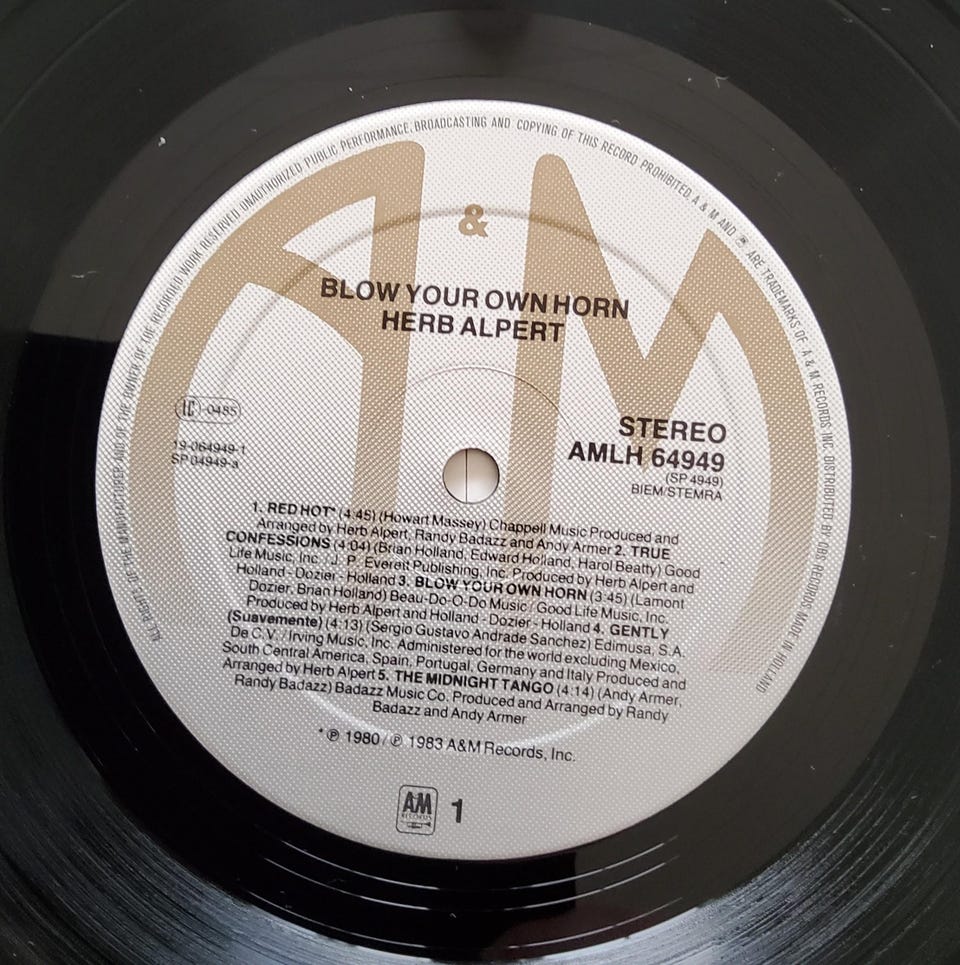 ALL RIGHTS OF THE MANUFACTURER AND OF THE OWNER OF THE RECORDED WORK RESERVED UNAUTHORIZED PUBLIC PERFORMANCE, BROADCASTING AND COPYING OF THIS RECORD PROHIBITED. A & M AND ARE TRADEMARKS OF A & M RECORDS INC. DISTRIBUTED BY CBS RECORDS MADE IN HOLLAND
A & M
BLOW YOUR OWN HORN
HERB ALPERT
LC-0485
19-064949-1
SP 04949-a
STEREO
AMLH 64949
(SP 4949)
BIEM/STEMRA
1. RED HOT* (4:45) (Howart Massey) Chappell Music Produced and
Arranged by Herb Alpert, Randy Badazz and Andy Armer 2. TRUE
CONFESSIONS (4:04) (Brian Holland, Edward Holland, Harol Beatty) Good
Life Music, Inc. / J. P. Everett Publishing, Inc. Produced by Herb Alpert and
Holland - Dozier - Holland 3. BLOW YOUR OWN HORN (3:45) (Lamont
Dozier, Brian Holland) Beau-Do-O-Do Music / Good Life Music, Inc.
Produced by Herb Alpert and Holland - Dozier - Holland 4. GENTLY
(Suavemente) (4:13) (Sergio Gustavo Andrade Sanchez) Edimusa, S.A.
De C.V. / Irving Music, Inc. Administered for the world excluding Mexico,
South Central America, Spain, Portugal, Germany and Italy Produced and
Arranged by Herb Alpert 5. THE MIDNIGHT TANGO (4:14) (Andy Armer,
Randy Badazz) Badazz Music Co. Produced and Arranged by Randy
Badazz and Andy Armer
* ℗ 1980 / ℗ 1983 A&M Records, Inc.
AM
RECORDS
1